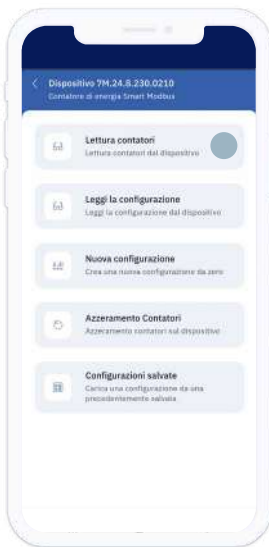 Dispositivo 7M.24.8.230.0210
Contatore di energia Smart Modbus
Lettura contatori
Lettura contatori dal dispositivo
Leggi la configurazione
Leggi la configurazione dal dispositivo
Nuova configurazione
Crea una nuova configurazione da zero
Azzeramento Contatori
Azzeramento contatori sul dispositivo
Configurazioni salvate
Carica una configurazione da una
precedentemente salvata